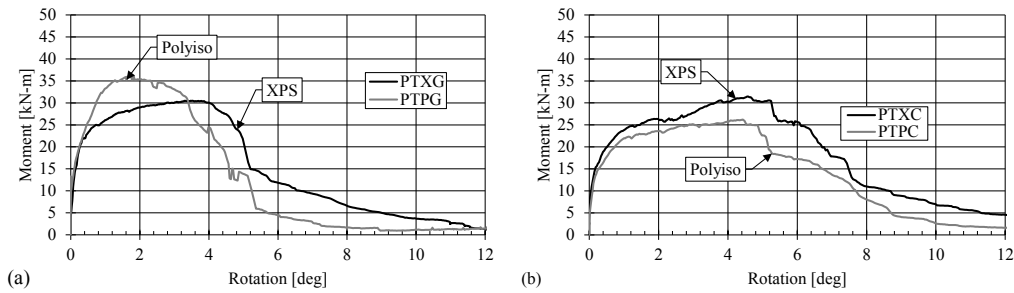 50
45
40
35
30
25
20
15
10
5
0
Moment [kN-m]
Polyiso
XPS
PTXG
PTPG
0 2 4 6 8 10 12
Rotation [deg]
(a)
50
45
40
35
30
25
20
15
10
5
0
Moment [kN-m]
XPS
Polyiso
PTXC
PTPC
0 2 4 6 8 10 12
Rotation [deg]
(b)